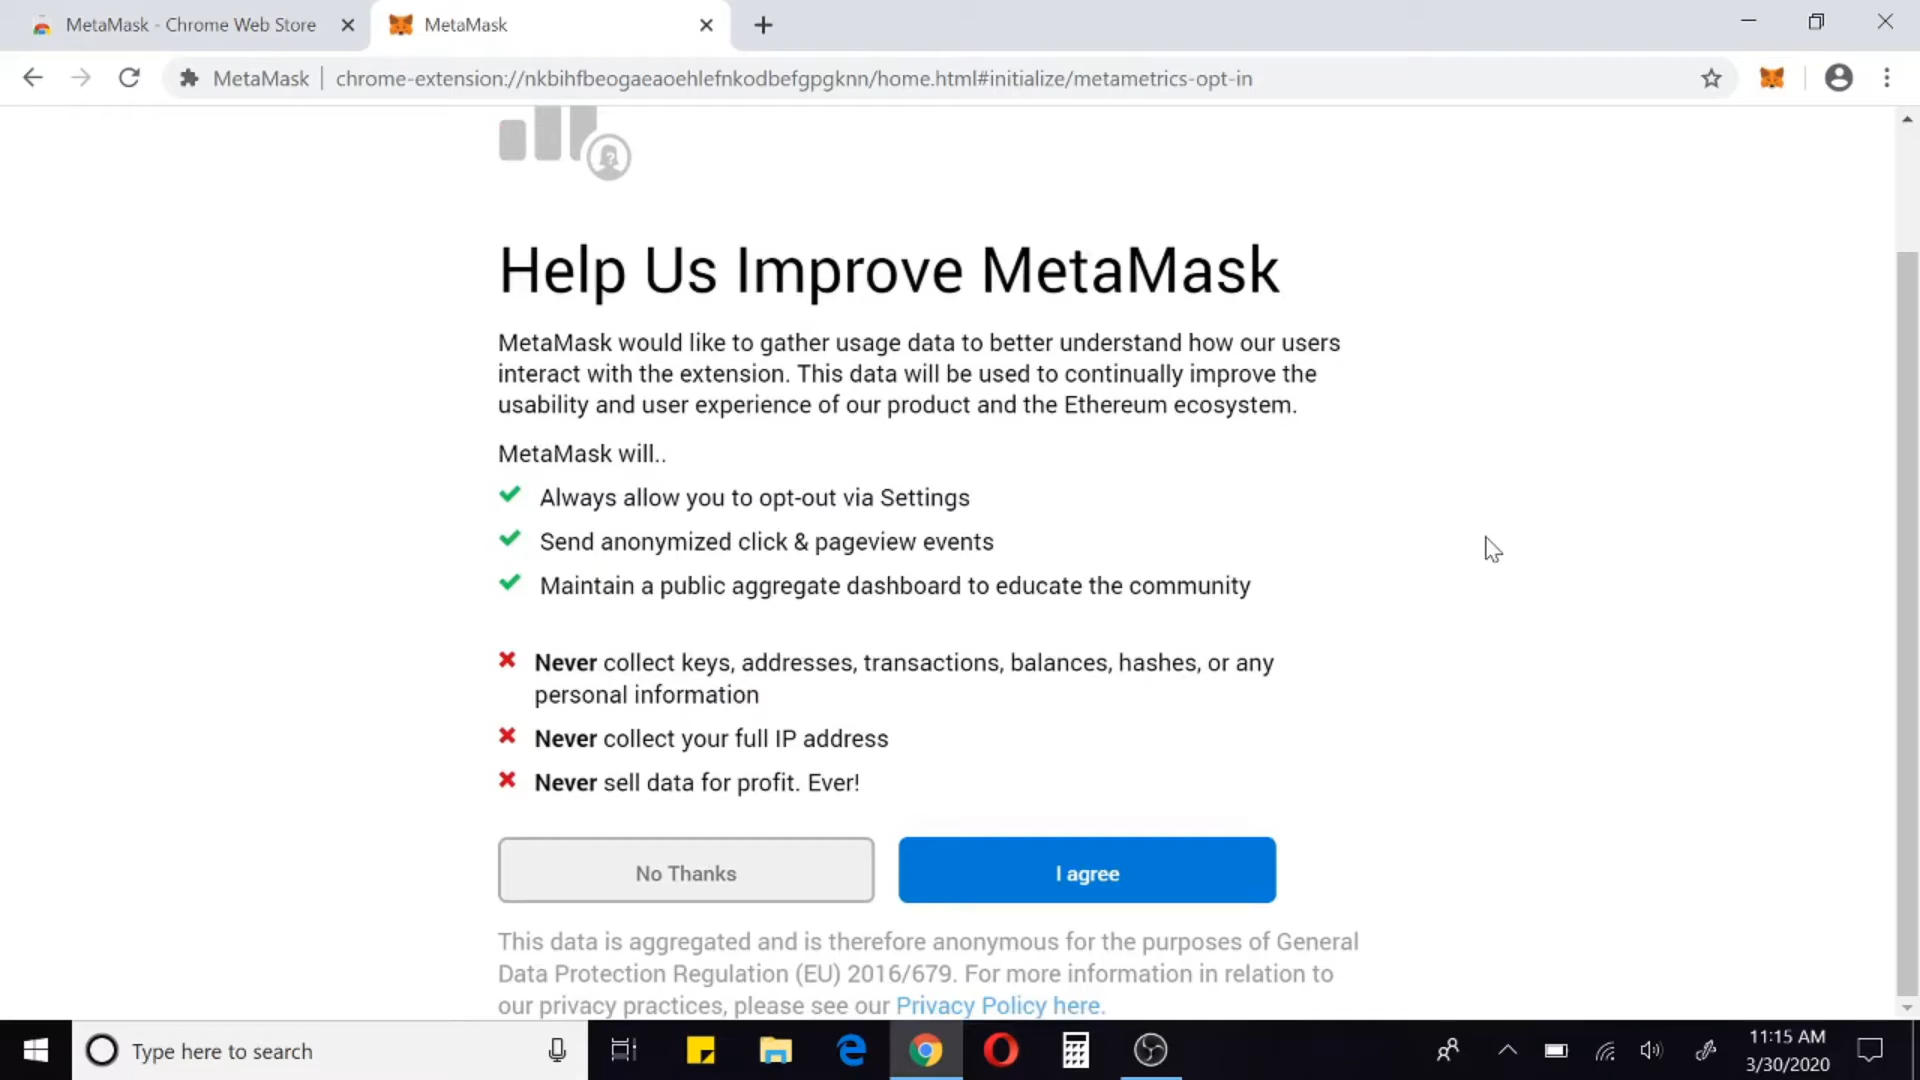 MetaMask - Chrome Web Store
MetaMask
MetaMask | chrome-extension://nkbihfbeogaeaoehlefnkodbefgpgknn/home.html#initialize/metametrics-opt-in
?
Help Us Improve MetaMask
MetaMask would like to gather usage data to better understand how our users
interact with the extension. This data will be used to continually improve the
usability and user experience of our product and the Ethereum ecosystem.
MetaMask will..
Always allow you to opt-out via Settings
Send anonymized click & pageview events
Maintain a public aggregate dashboard to educate the community
Never collect keys, addresses, transactions, balances, hashes, or any
personal information
Never collect your full IP address
Never sell data for profit. Ever!
No Thanks
I agree
This data is aggregated and is therefore anonymous for the purposes of General
Data Protection Regulation (EU) 2016/679. For more information in relation to
our privacy practices, please see our Privacy Policy here.
Type here to search
11:15 AM
3/30/2020